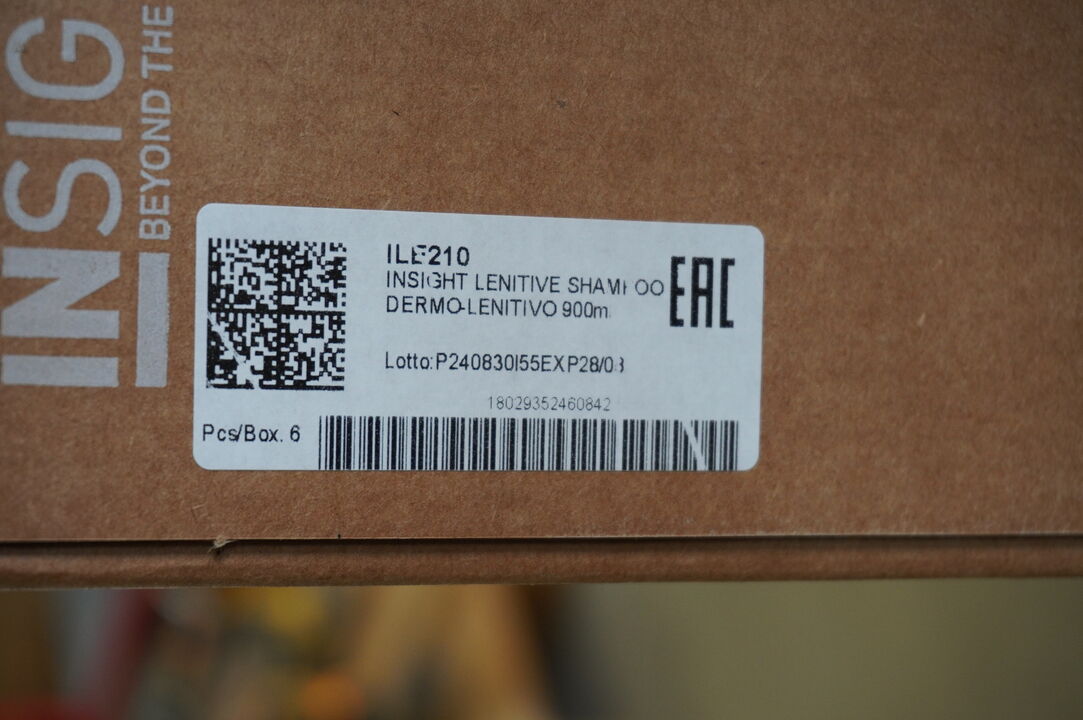 INSIG
BEYOND THE
ILE210
INSIGHT LENITIVE SHAMPOO
DERMO-LENITIVO 900m
EAC
Lotto:P240830I55EXP28/08
18029352460842
Pcs/Box. 6